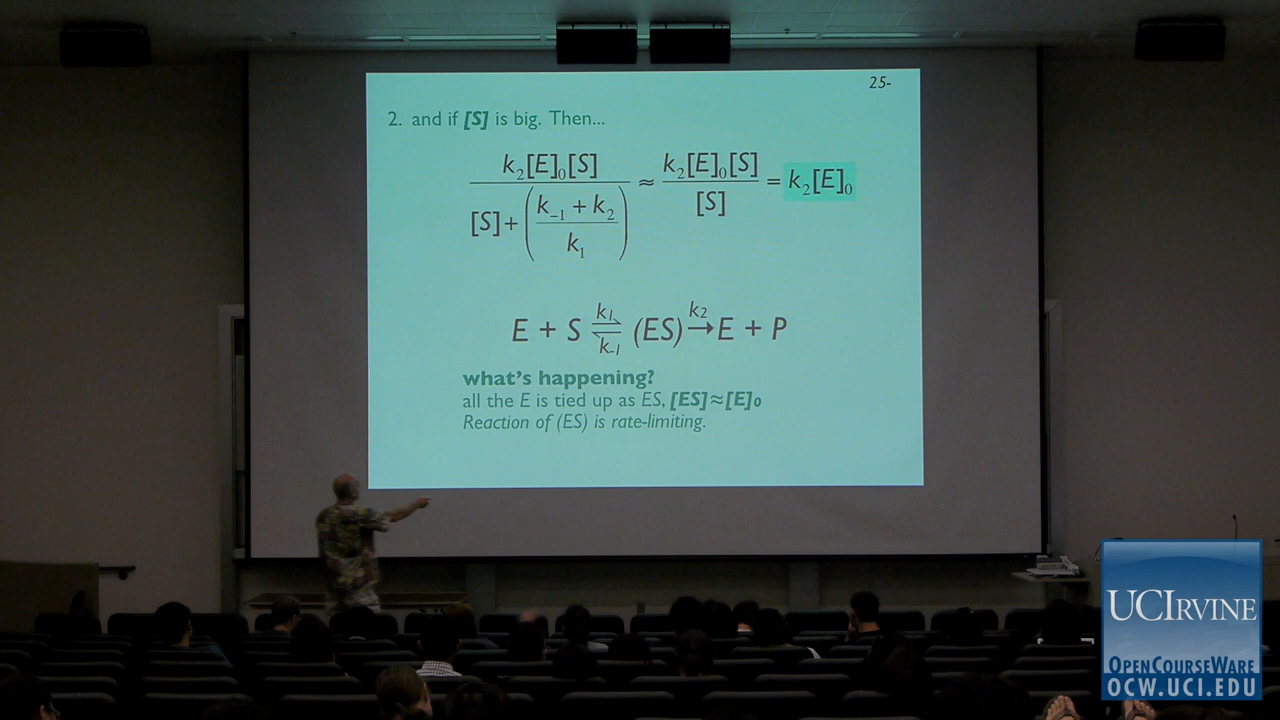 25-
2. and if [S] is big. Then...
k₂[E]₀[S] / ([S] + ((k₋₁ + k₂) / k₁)) ≈ k₂[E]₀[S] / [S] = k₂[E]₀
E + S ⇌ (ES) → E + P
k₁ k₂
k₋₁
what's happening?
all the E is tied up as ES, [ES]≈[E]₀
Reaction of (ES) is rate-limiting.
UCIRVINE
OPENCOURSEWARE
OCW.UCI.EDU